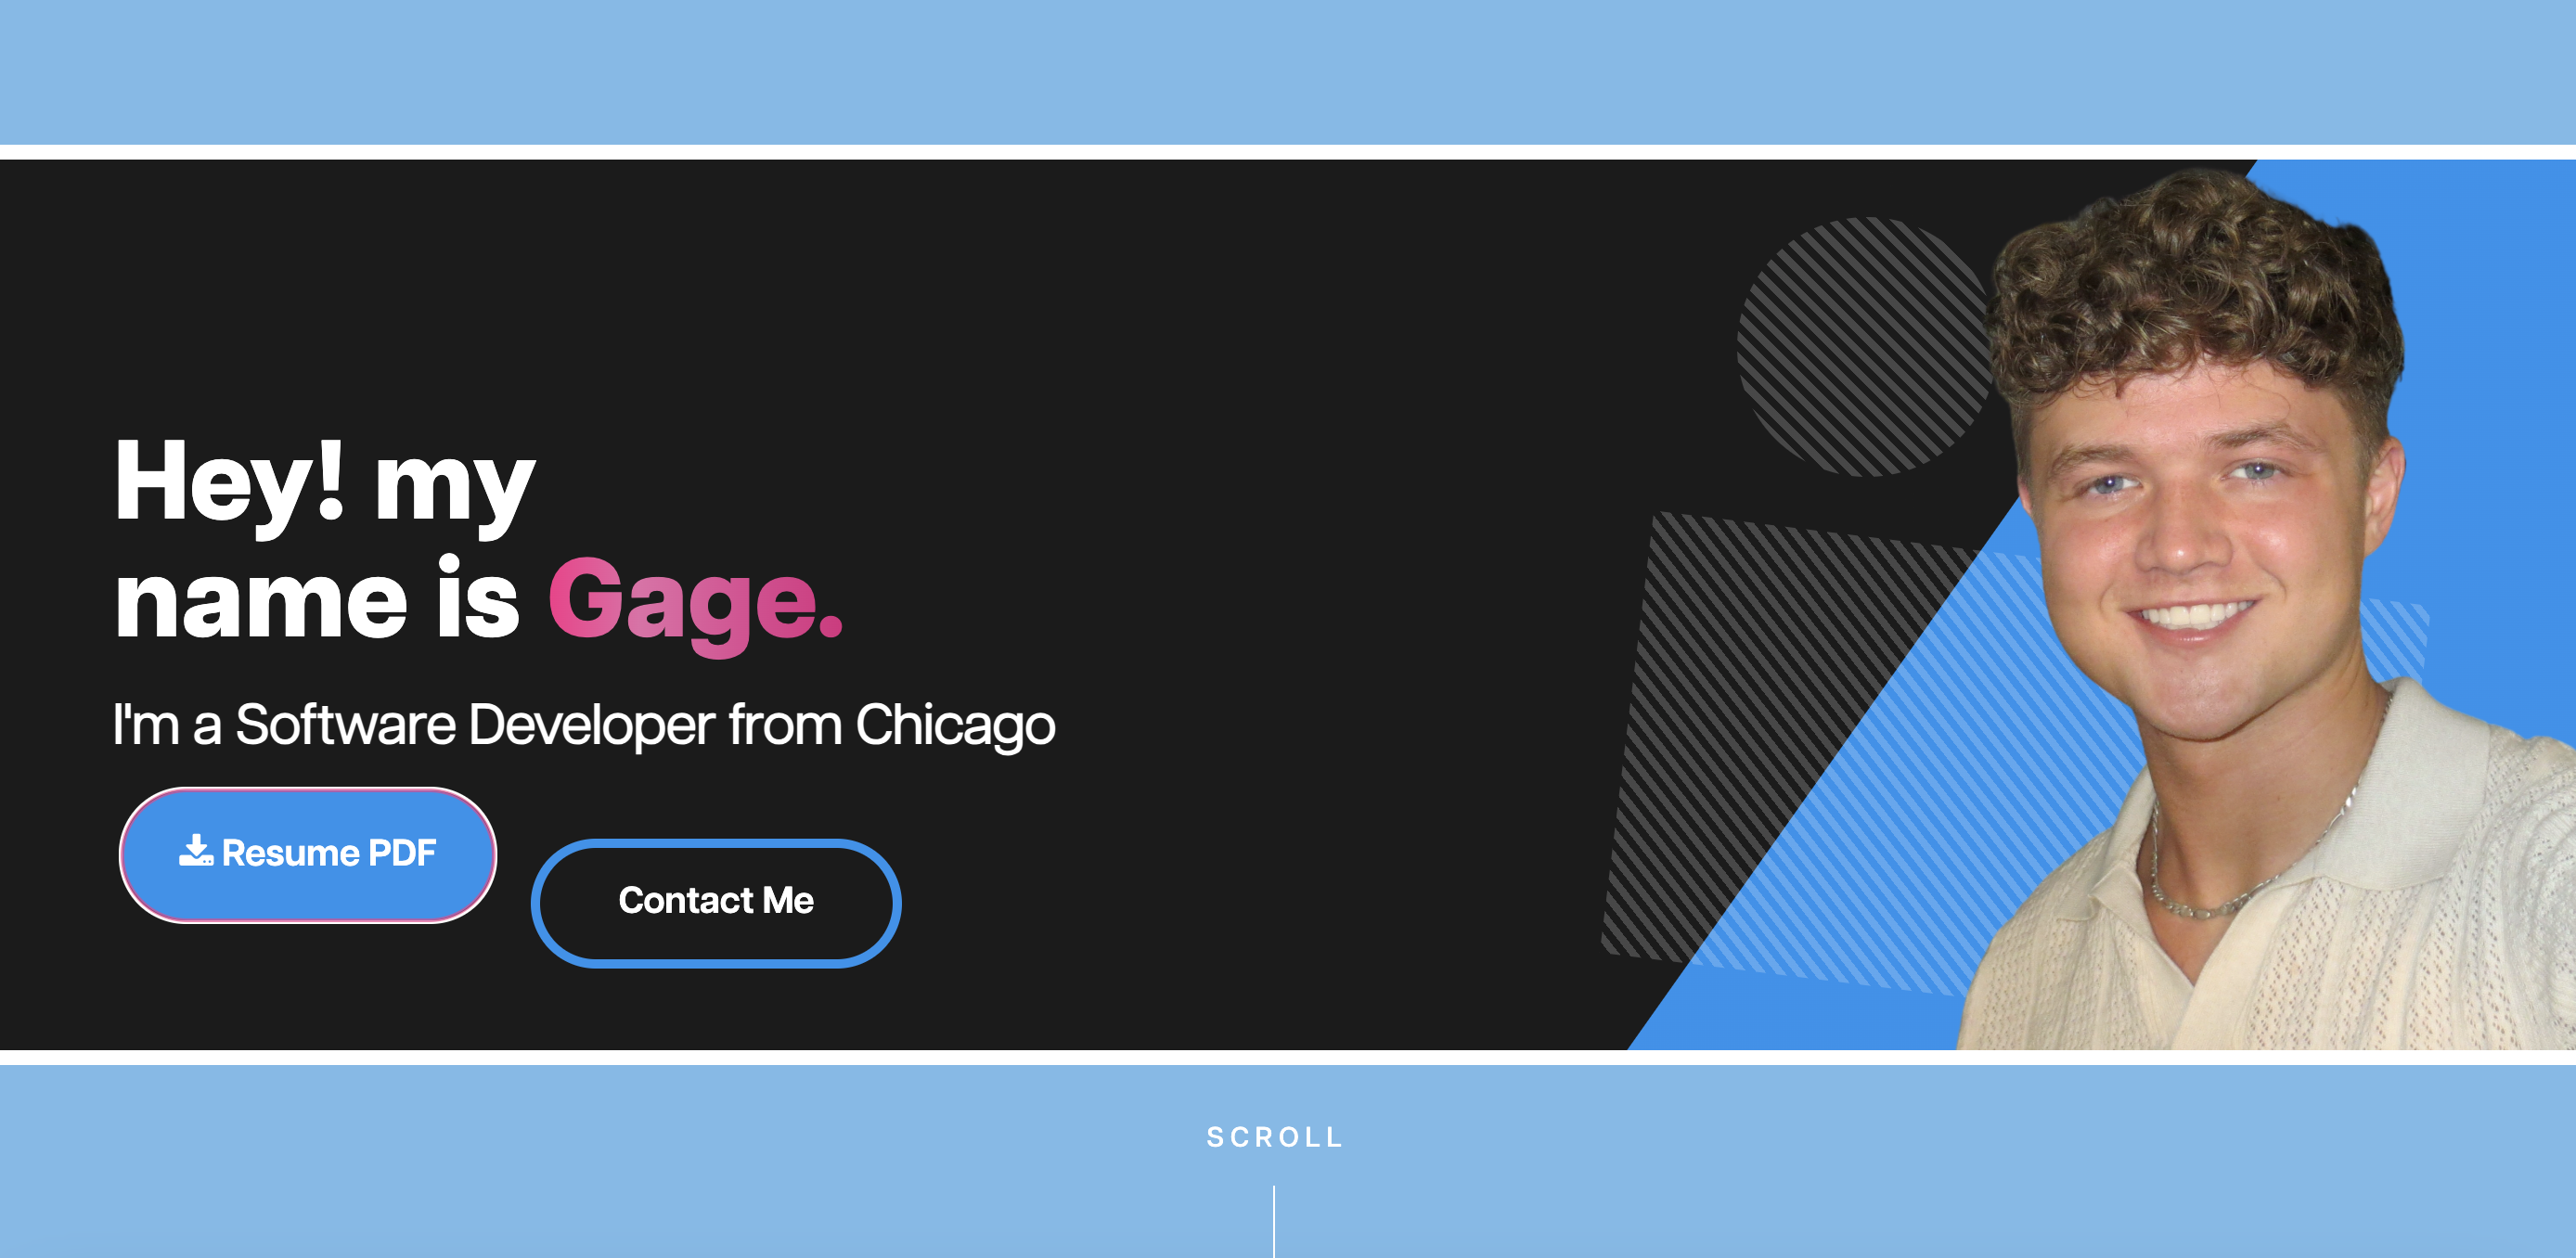 Hey! my
name is Gage.
I'm a Software Developer from Chicago
Resume PDF
Contact Me
SCROLL